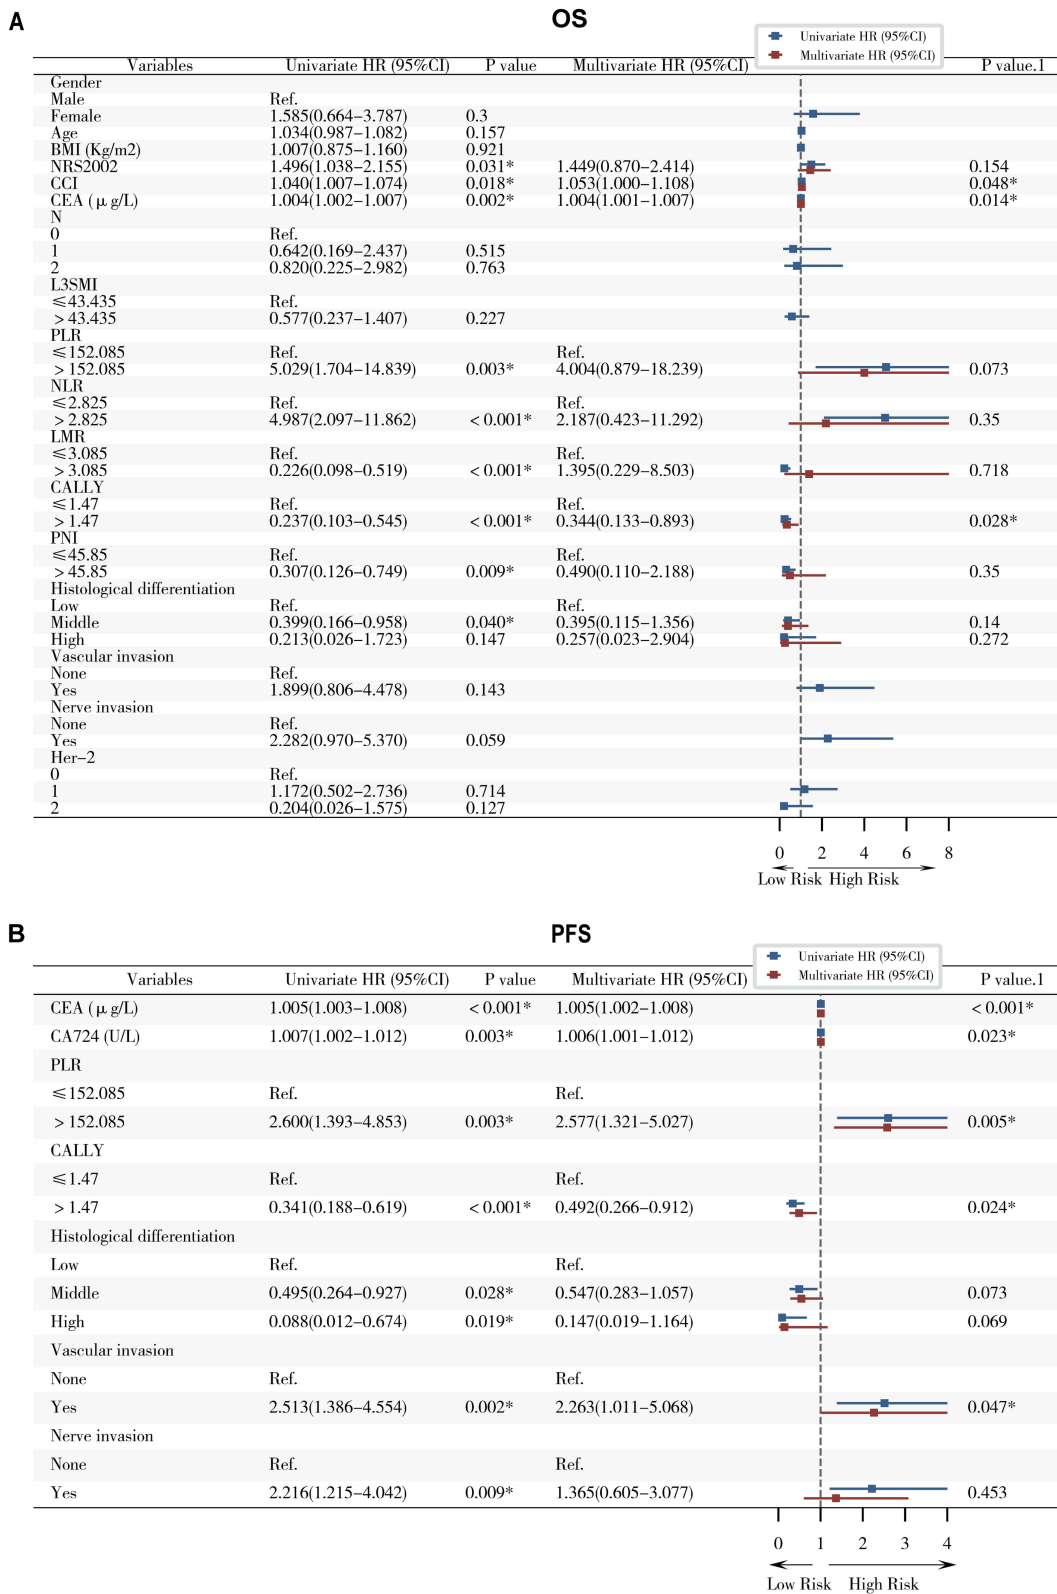 A
OS
Univariate HR (95%CI)
Multivariate HR (95%CI)
Variables Univariate HR (95%CI) P value Multivariate HR (95%CI) P value.1
Gender
Male Ref.
Female 1.585(0.664–3.787) 0.3
Age 1.034(0.987–1.082) 0.157
BMI (Kg/m2) 1.007(0.875–1.160) 0.921
NRS2002 1.496(1.038–2.155) 0.031* 1.449(0.870–2.414) 0.154
CCI 1.040(1.007–1.074) 0.018* 1.053(1.000–1.108) 0.048*
CEA (μg/L) 1.004(1.002–1.007) 0.002* 1.004(1.001–1.007) 0.014*
N
0 Ref.
1 0.642(0.169–2.437) 0.515
2 0.820(0.225–2.982) 0.763
L3SMI
≤43.435 Ref.
>43.435 0.577(0.237–1.407) 0.227
PLR
≤152.085 Ref. Ref.
>152.085 5.029(1.704–14.839) 0.003* 4.004(0.879–18.239) 0.073
NLR
≤2.825 Ref. Ref.
>2.825 4.987(2.097–11.862) <0.001* 2.187(0.423–11.292) 0.35
LMR
≤3.085 Ref. Ref.
>3.085 0.226(0.098–0.519) <0.001* 1.395(0.229–8.503) 0.718
CALLY
≤1.47 Ref. Ref.
>1.47 0.237(0.103–0.545) <0.001* 0.344(0.133–0.893) 0.028*
PNI
≤45.85 Ref. Ref.
>45.85 0.307(0.126–0.749) 0.009* 0.490(0.110–2.188) 0.35
Histological differentiation
Low Ref. Ref.
Middle 0.399(0.166–0.958) 0.040* 0.395(0.115–1.356) 0.14
High 0.213(0.026–1.723) 0.147 0.257(0.023–2.904) 0.272
Vascular invasion
None Ref.
Yes 1.899(0.806–4.478) 0.143
Nerve invasion
None Ref.
Yes 2.282(0.970–5.370) 0.059
Her–2
0 Ref.
1 1.172(0.502–2.736) 0.714
2 0.204(0.026–1.575) 0.127
0 2 4 6 8
Low Risk High Risk
B
PFS
Univariate HR (95%CI)
Multivariate HR (95%CI)
Variables Univariate HR (95%CI) P value Multivariate HR (95%CI) P value.1
CEA (μg/L) 1.005(1.003–1.008) <0.001* 1.005(1.002–1.008) <0.001*
CA724 (U/L) 1.007(1.002–1.012) 0.003* 1.006(1.001–1.012) 0.023*
PLR
≤152.085 Ref. Ref.
>152.085 2.600(1.393–4.853) 0.003* 2.577(1.321–5.027) 0.005*
CALLY
≤1.47 Ref. Ref.
>1.47 0.341(0.188–0.619) <0.001* 0.492(0.266–0.912) 0.024*
Histological differentiation
Low Ref. Ref.
Middle 0.495(0.264–0.927) 0.028* 0.547(0.283–1.057) 0.073
High 0.088(0.012–0.674) 0.019* 0.147(0.019–1.164) 0.069
Vascular invasion
None Ref. Ref.
Yes 2.513(1.386–4.554) 0.002* 2.263(1.011–5.068) 0.047*
Nerve invasion
None Ref. Ref.
Yes 2.216(1.215–4.042) 0.009* 1.365(0.605–3.077) 0.453
0 1 2 3 4
Low Risk High Risk